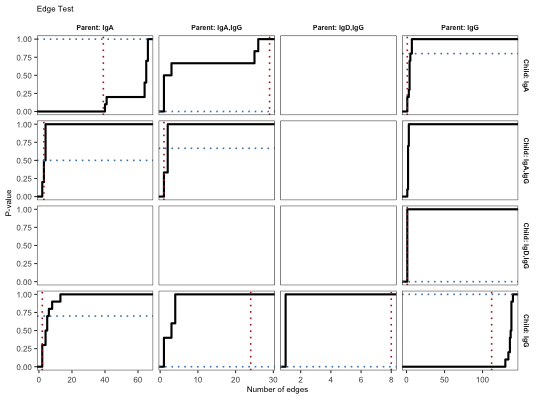 Edge Test
Parent: IgA Parent: IgA,IgG Parent: IgD,IgG Parent: IgG
1.00
0.75
0.50
0.25
0.00
Child: IgA
1.00
0.75
0.50
0.25
0.00
Child: IgA,IgG
1.00
0.75
0.50
0.25
0.00
Child: IgD,IgG
1.00
0.75
0.50
0.25
0.00
Child: IgG
P-value
0 20 40 60 0 10 20 30 2 4 6 8 0 50 100
Number of edges